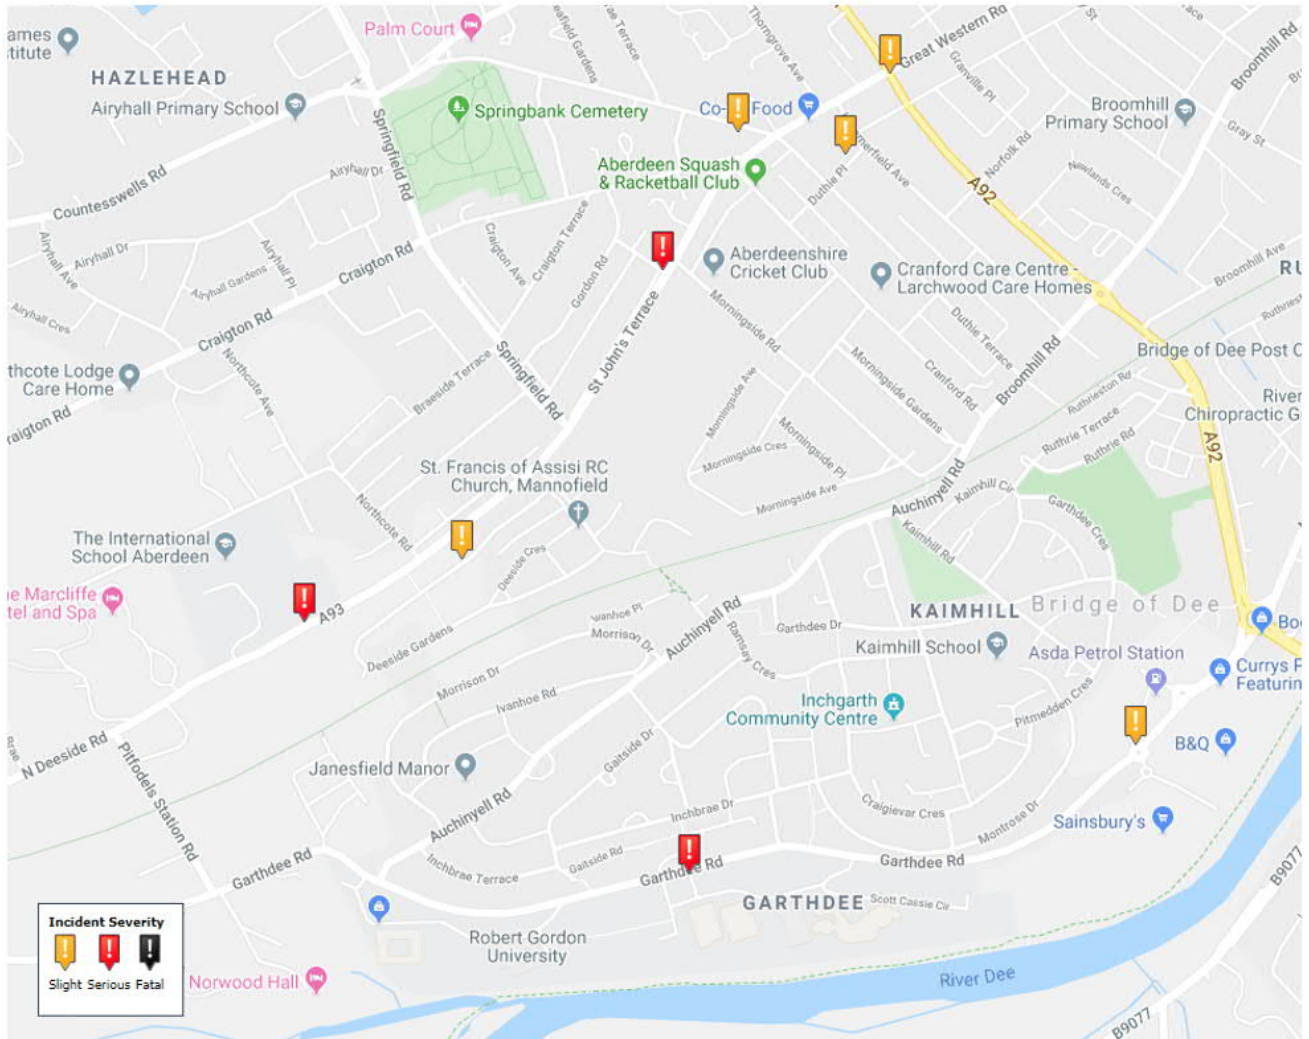 Palm Court
ames
stitute
HAZLEHEAD
Airyhall Primary School
Springbank Cemetery
Springfield Rd
Countesswells Rd
Airyhall Dr
Thorngrove Ave
Great Western Rd
Granville Pl
Broomhill Rd
Broomhill
Primary School
Gray St
Co-
Food
Norfolk Rd
Newlands Cres
Duthie Pl
A92
Aberdeen Squash
& Racketball Club
Airyhall Ave
Airyhall Dr
Airyhall Pl
Airyhall Gardens
Airyhall Cres
Craigton Rd
Craigton Rd
Craigton Ave
Craigton Terrace
Gordon Rd
Aberdeenshire
Cricket Club
Cranford Care Centre -
Larchwood Care Homes
Broomhill Ave
RU
Morningside Rd
St John's Terrace
Duthie Terrace
Broomhill Rd
Bridge of Dee Post C
thcote Lodge
Care Home
raigton Rd
Northcote Ave
Braeside Terrace
Springfield Rd
Morningside Ave
Morningside Gardens
Cranford Rd
Ruthrieston Rd
River
Chiropractic G
Ruthrie Terrace
Ruthrie Rd
A92
Morningside Cres
Morningside Pl
Morningside Ave
St. Francis of Assisi RC
Church, Mannofield
Auchinyell Rd
Kaimhill Cir
Kaimhill Rd
Garthdee Cres
Northcote Rd
The International
School Aberdeen
Deeside Cres
A93
ne Marcliffe
tel and Spa
Deeside Gardens
Ivanhoe Pl
Morrison Dr
Auchinyell Rd
Ramsay Cres
Garthdee Dr
KAIMHILL
Bridge of Dee
Boo
Kaimhill School
Asda Petrol Station
Currys P
Featurin
Morrison Dr
Ivanhoe Rd
Inchgarth
Community Centre
Pitmedden Cres
Gaitside Dr
B&Q
Brae
N Deeside Rd
Pitfodels Station Rd
Janesfield Manor
Auchinyell Rd
Inchbrae Dr
Craigievar Cres
Montrose Dr
Sainsbury's
Garthdee Rd
Inchbrae Terrace
Gaitside Rd
Garthdee Rd
Garthdee Rd
B9077
GARTHDEE
Scott Cassie Cir
Robert Gordon
University
Norwood Hall
River Dee
B9077
Incident Severity
Slight Serious Fatal